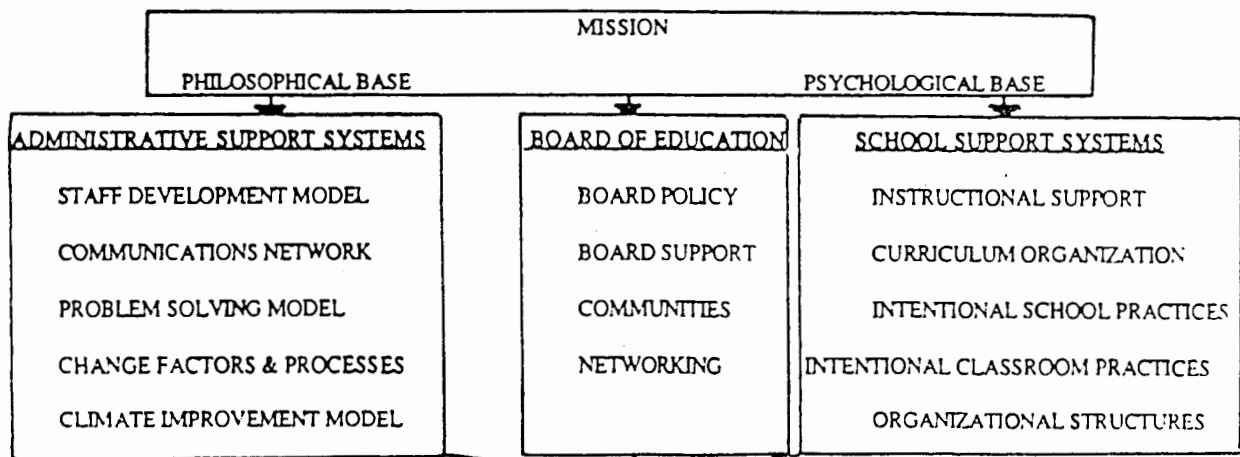 MISSION
PHILOSOPHICAL BASE PSYCHOLOGICAL BASE
ADMINISTRATIVE SUPPORT SYSTEMS
STAFF DEVELOPMENT MODEL
COMMUNICATIONS NETWORK
PROBLEM SOLVING MODEL
CHANGE FACTORS & PROCESSES
CLIMATE IMPROVEMENT MODEL
BOARD OF EDUCATION
BOARD POLICY
BOARD SUPPORT
COMMUNITIES
NETWORKING
SCHOOL SUPPORT SYSTEMS
INSTRUCTIONAL SUPPORT
CURRICULUM ORGANIZATION
INTENTIONAL SCHOOL PRACTICES
INTENTIONAL CLASSROOM PRACTICES
ORGANIZATIONAL STRUCTURES